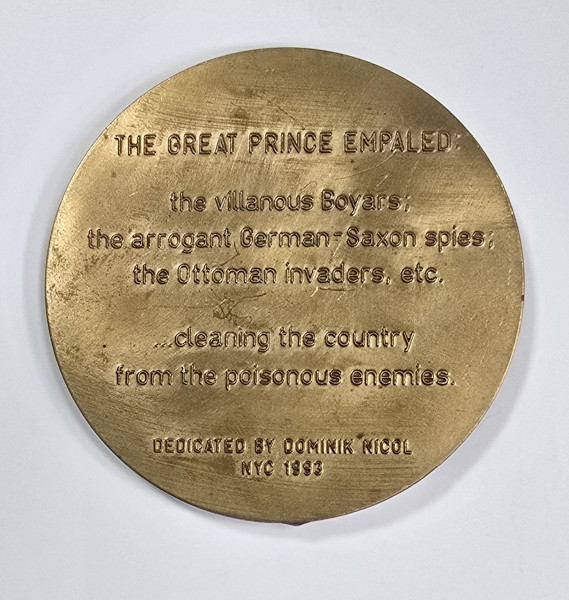 THE GREAT PRINCE EMPALED:
the villanous Boyars;
the arrogant German-Saxon spies;
the Ottoman invaders, etc.
...cleaning the country
from the poisonous enemies.
DEDICATED BY DOMINIK NICOL
NYC 1993